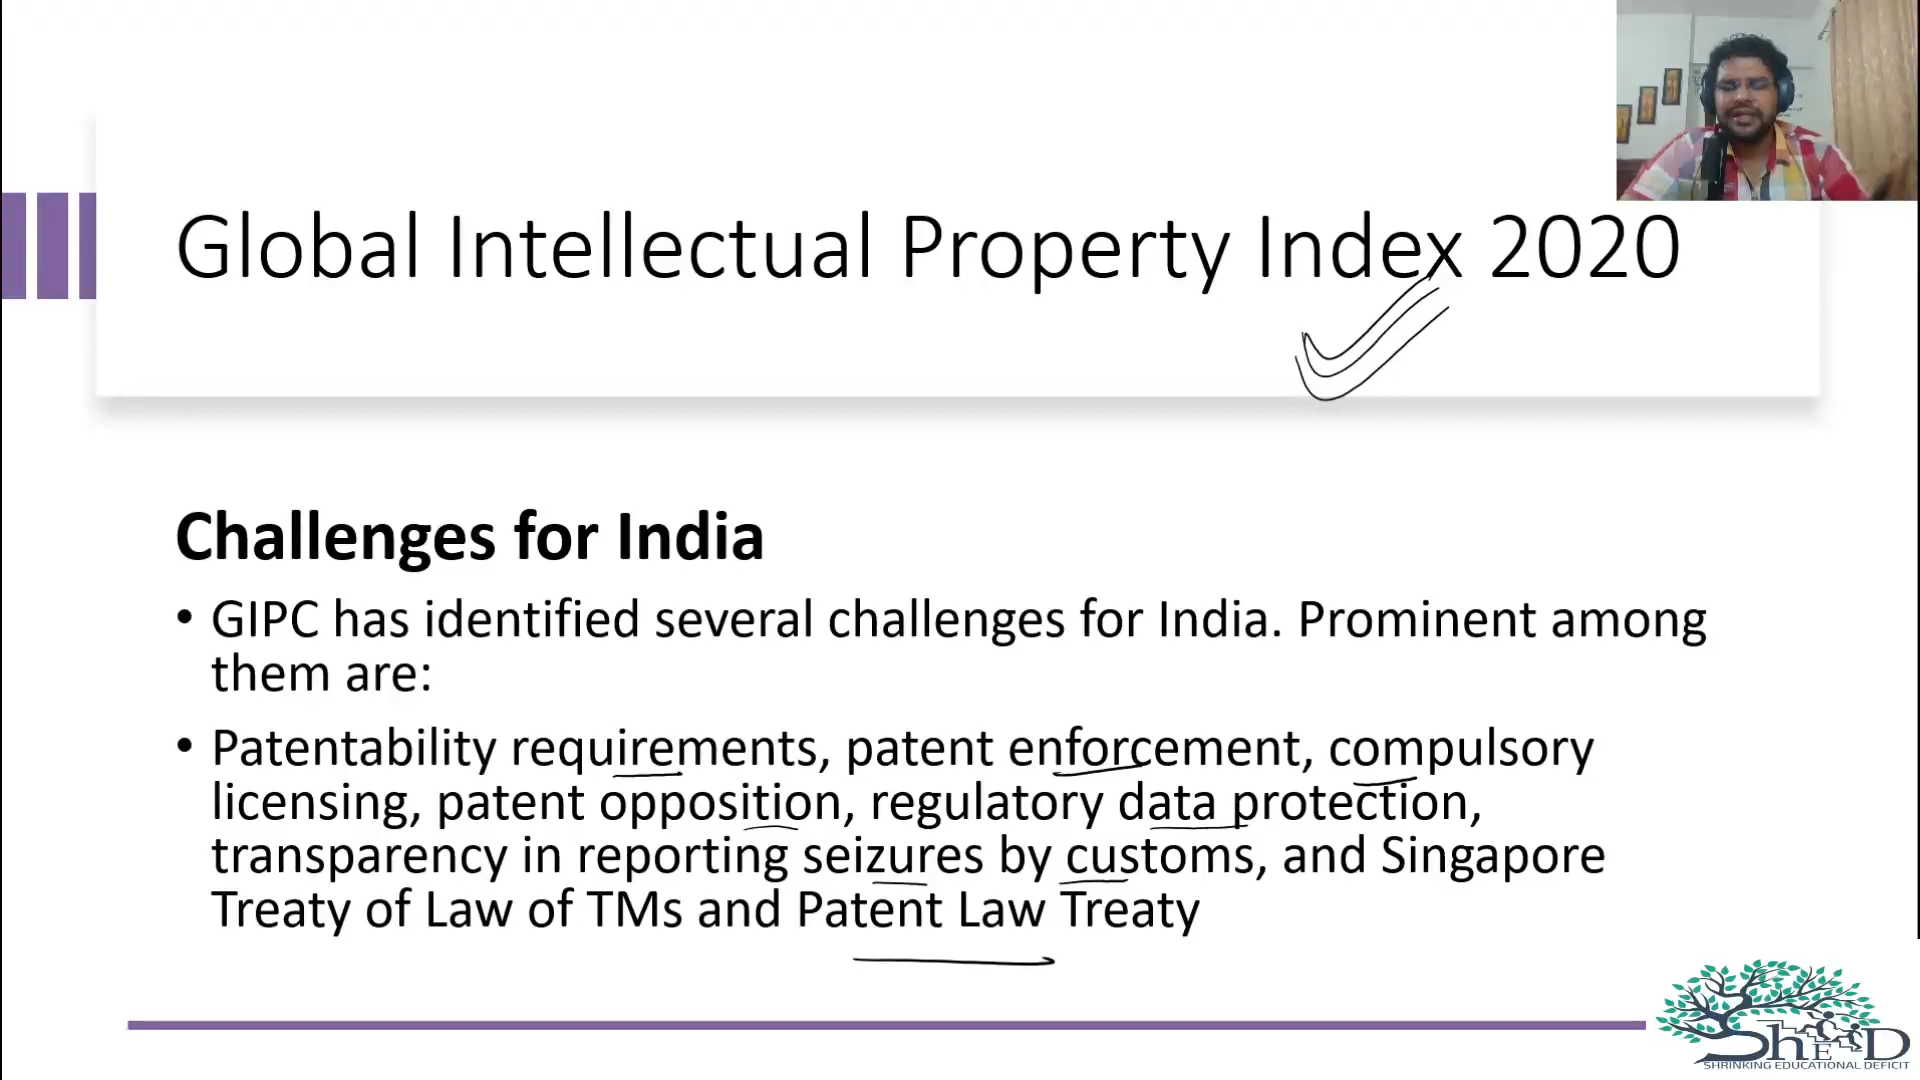 Global Intellectual Property Index 2020
Challenges for India
• GIPC has identified several challenges for India. Prominent among
them are:
• Patentability requirements, patent enforcement, compulsory
licensing, patent opposition, regulatory data protection,
transparency in reporting seizures by customs, and Singapore
Treaty of Law of TMs and Patent Law Treaty
ShED
SHRINKING EDUCATIONAL DEFICIT